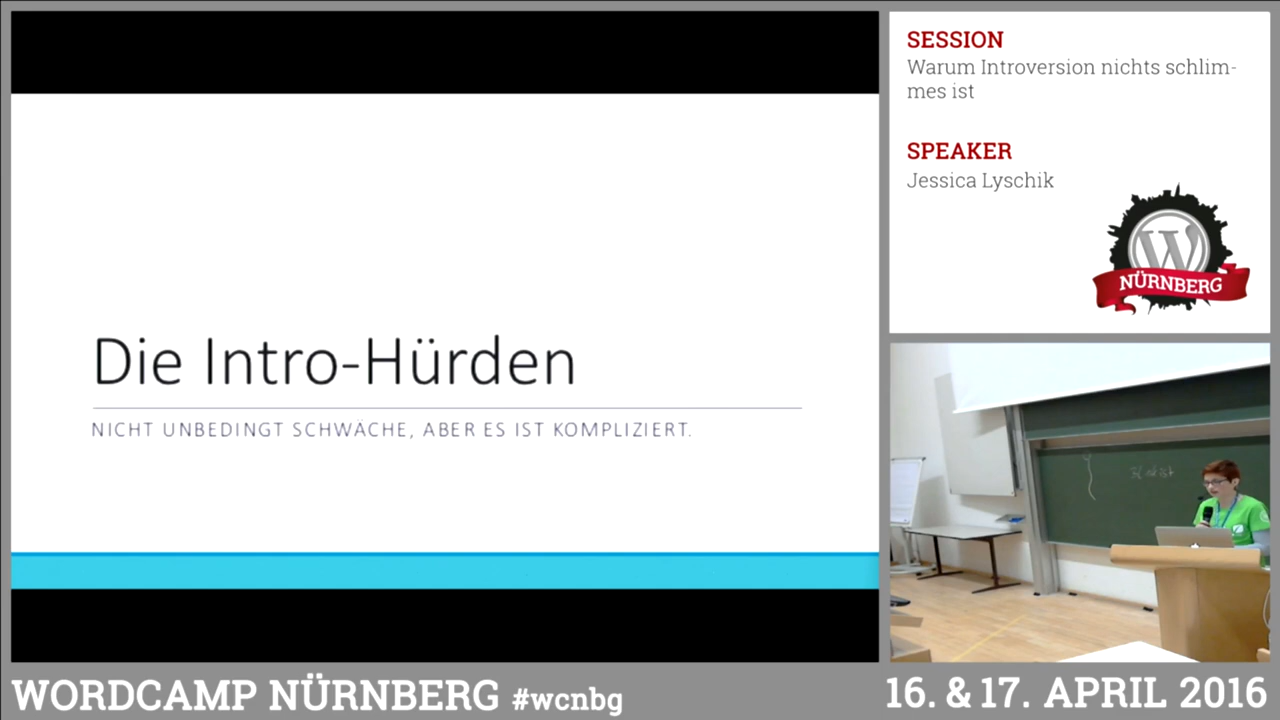 Die Intro-Hürden
NICHT UNBEDINGT SCHWÄCHE, ABER ES IST KOMPLIZIERT.
SESSION
Warum Introversion nichts schlim-
mes ist
SPEAKER
Jessica Lyschik
W
NÜRNBERG
WORDCAMP NÜRNBERG #wcnbg
16. & 17. APRIL 2016